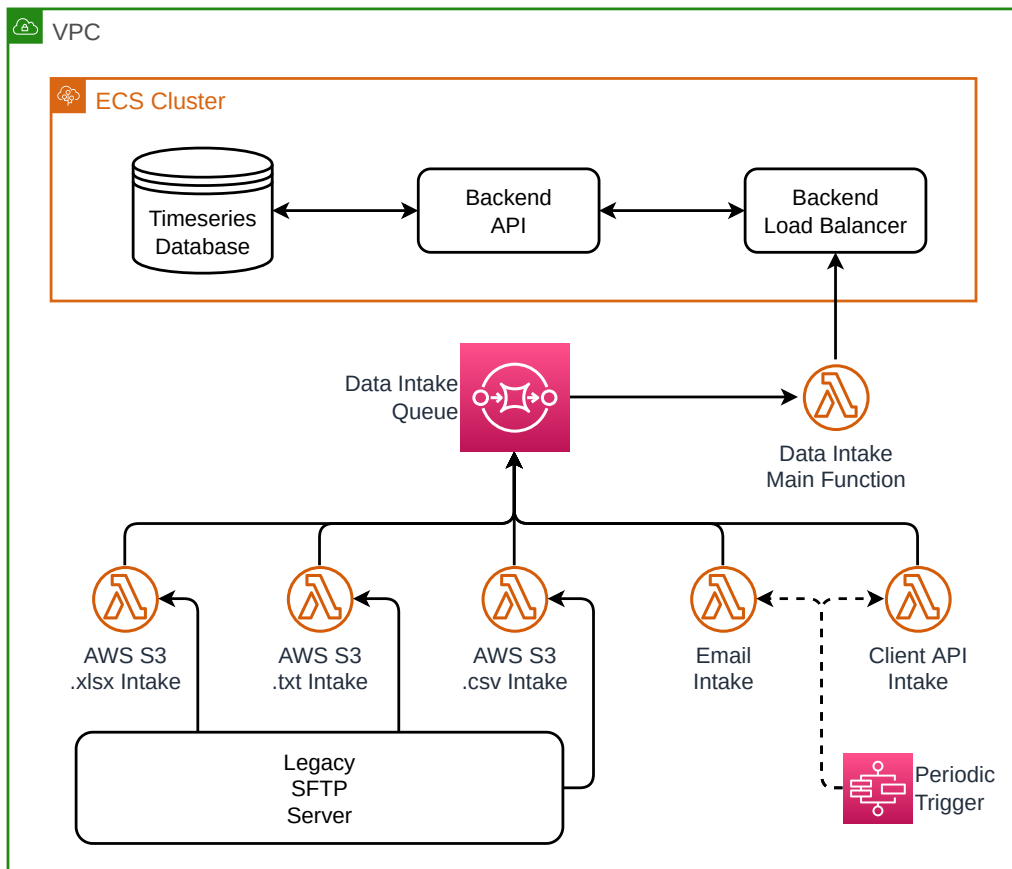 VPC
ECS Cluster
Timeseries
Database
Backend
API
Backend
Load Balancer
Data Intake
Queue
Data Intake
Main Function
AWS S3
.xlsx Intake
AWS S3
.txt Intake
AWS S3
.csv Intake
Email
Intake
Client API
Intake
Legacy
SFTP
Server
Periodic
Trigger